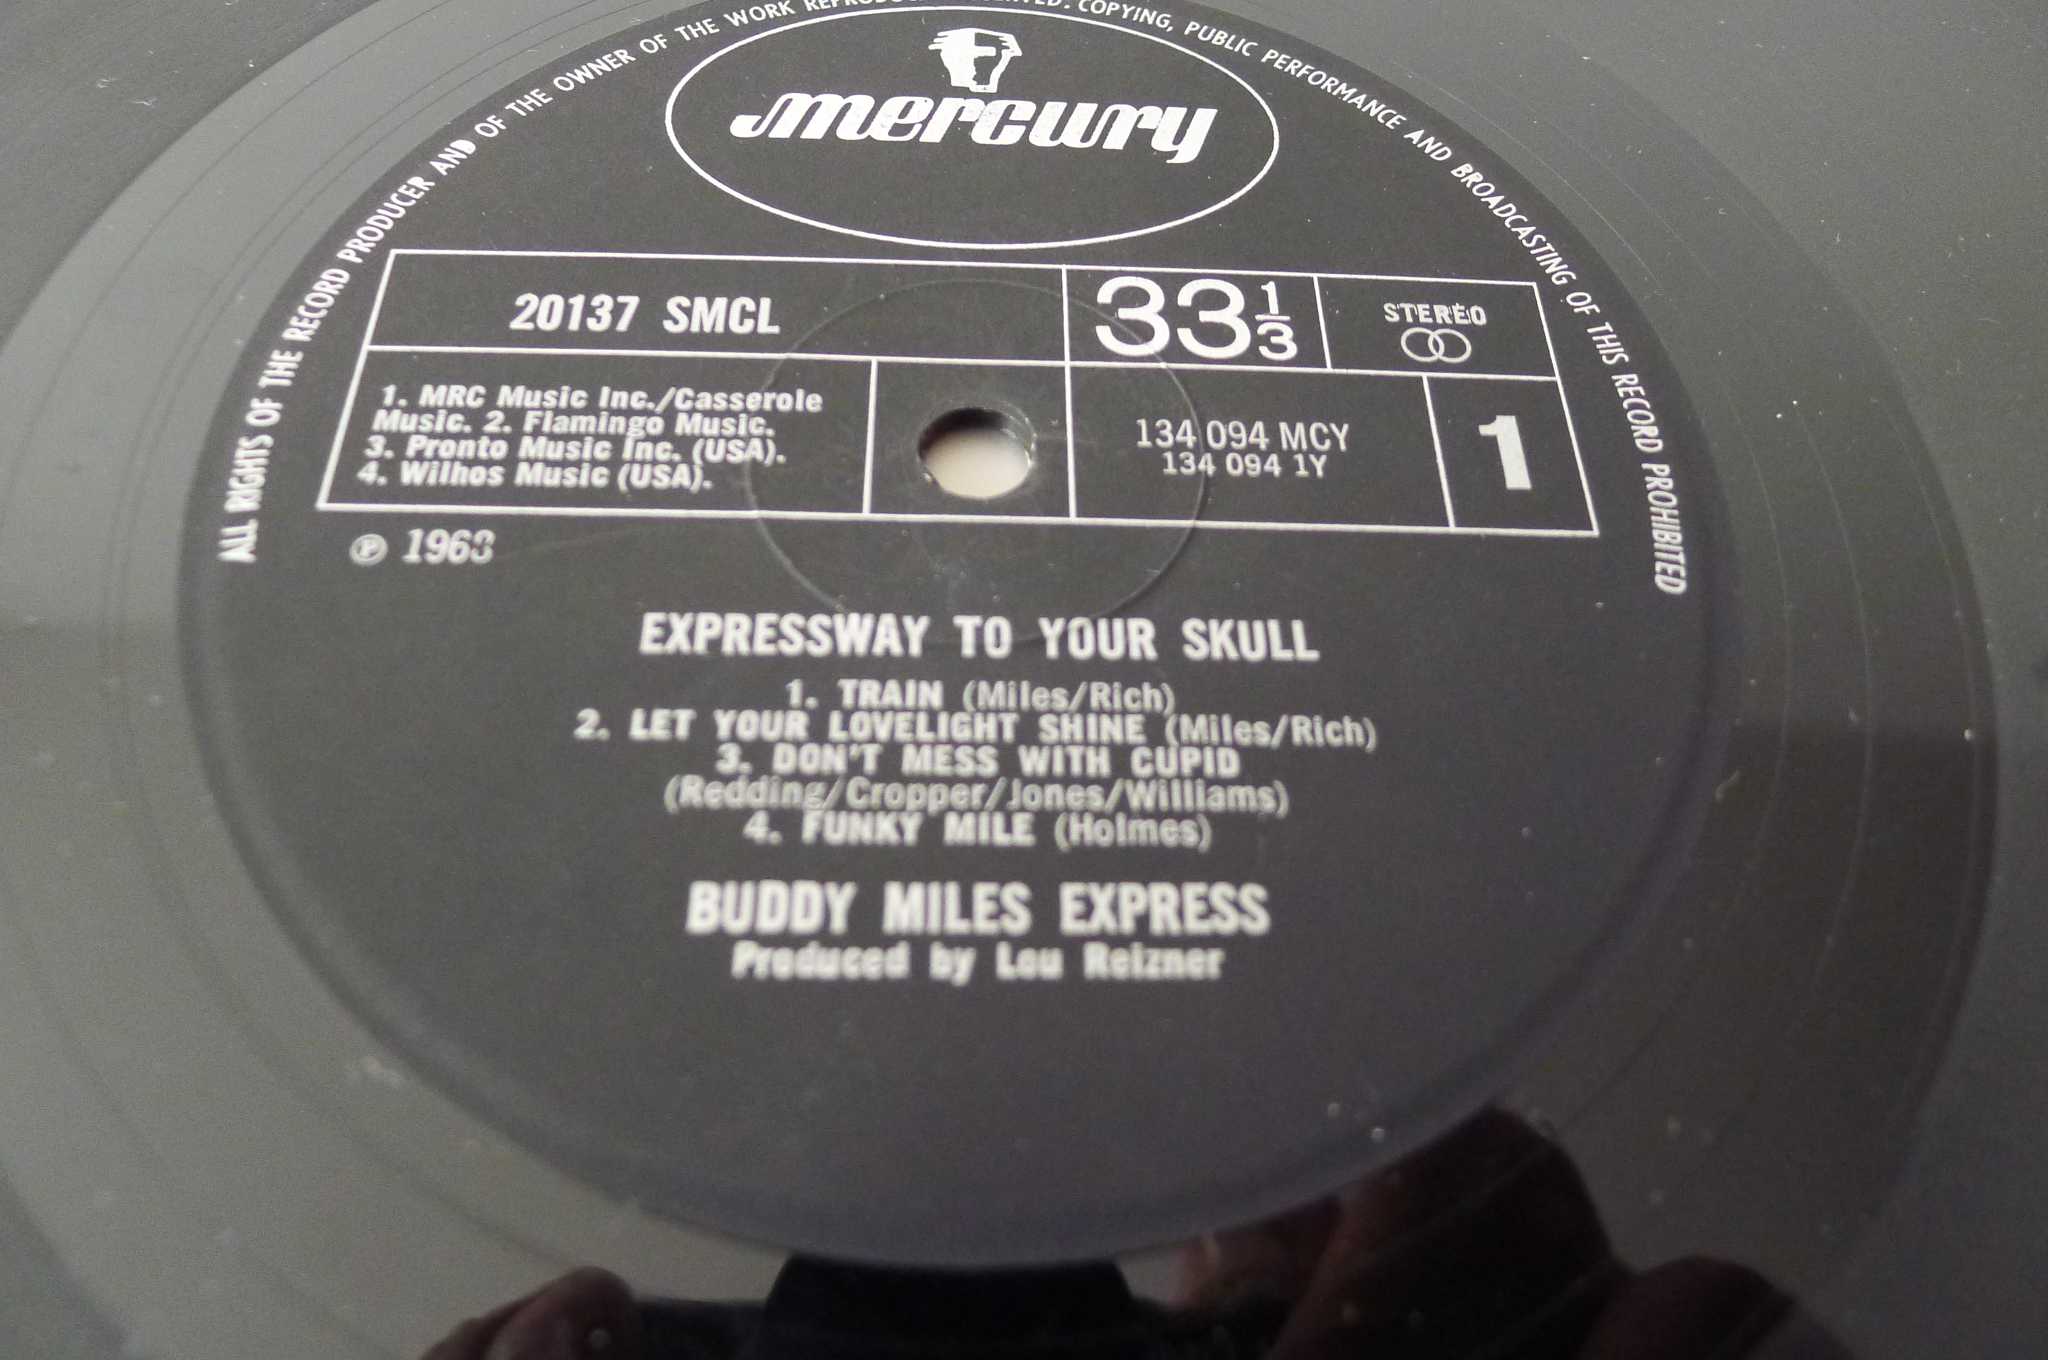 ALL RIGHTS OF THE RECORD PRODUCER AND OF THE OWNER OF THE WORK COPYING, PUBLIC PERFORMANCE AND BROADCASTING OF THIS RECORD PROHIBITED
mercury
20137 SMCL
33 1/3
STEREO
1. MRC Music Inc./Casserole
Music. 2. Flamingo Music.
3. Pronto Music Inc. (USA).
4. Wilhos Music (USA).
134 094 MCY
134 094 1Y
1
℗ 1968
EXPRESSWAY TO YOUR SKULL
1. TRAIN (Miles/Rich)
2. LET YOUR LOVELIGHT SHINE (Miles/Rich)
3. DON'T MESS WITH CUPID
(Redding/Cropper/Jones/Williams)
4. FUNKY MILE (Holmes)
BUDDY MILES EXPRESS
Produced by Lou Reizner